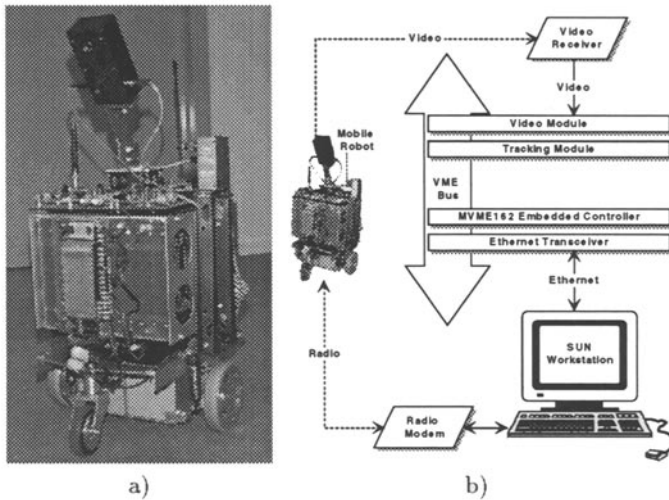 Video
Video
Receiver
Video
Video Module
Mobile
Robot
Tracking Module
VME
Bus
MVME162 Embedded Controller
Ethernet Transceiver
Ethernet
SUN
Workstation
Radio
Radio
Modem
a)
b)